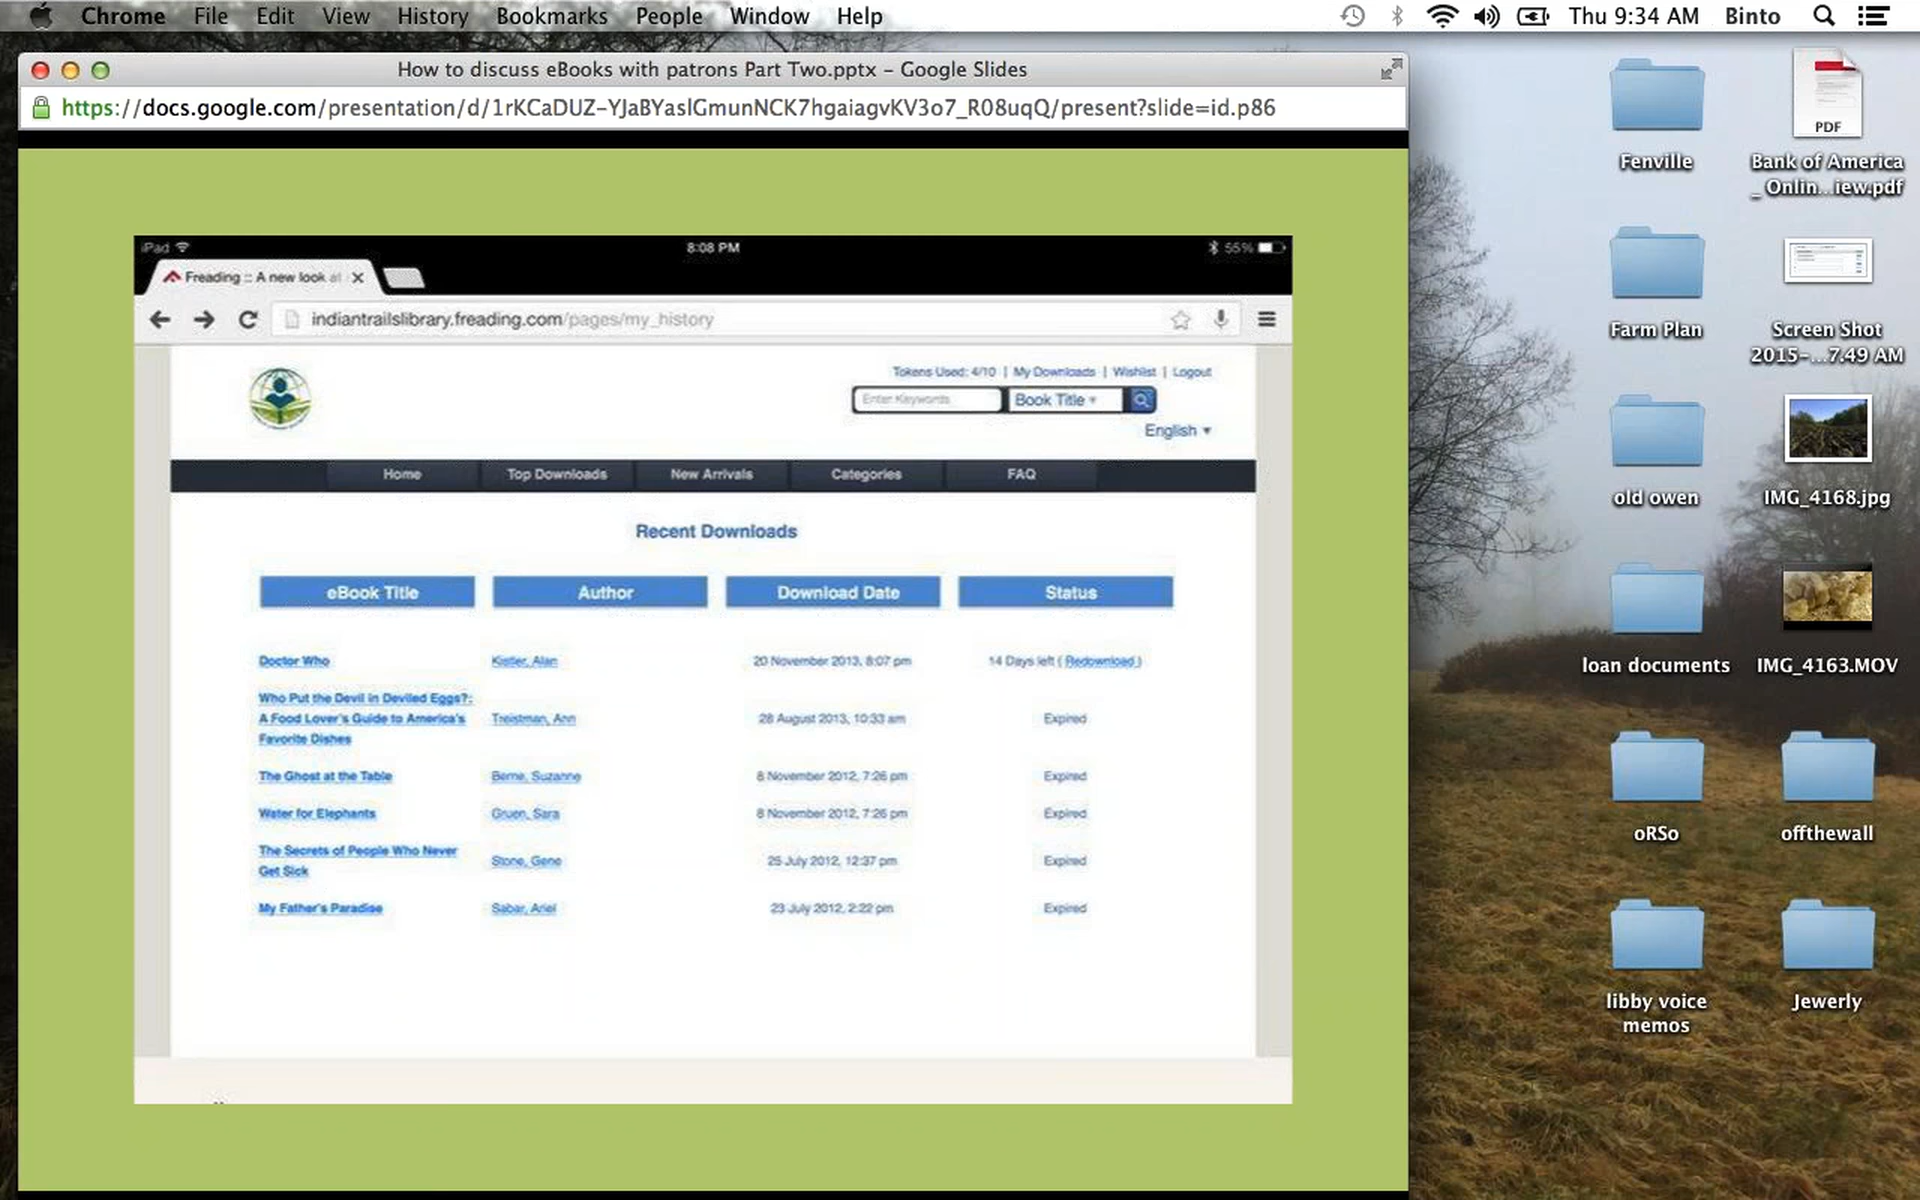 Chrome File Edit View History Bookmarks People Window Help
Thu 9:34 AM Binto
How to discuss eBooks with patrons Part Two.pptx – Google Slides
https://docs.google.com/presentation/d/1rKCaDUZ-YJaBYaslGmunNCK7hgaiagvKV3o7_R08uqQ/present?slide=id.p86
iPad 8:08 PM 55%
Freading :: A new look at
indiantrailslibrary.freading.com/pages/my_history
Tokens Used: 4/10 | My Downloads | Wishlist | Logout
Enter Keywords Book Title
English
Home Top Downloads New Arrivals Categories FAQ
Recent Downloads
eBook Title Author Download Date Status
Doctor Who Kistler, Alan 20 November 2013, 8:07 pm 14 Days left ( Redownload )
Who Put the Devil in Deviled Eggs?:
A Food Lover's Guide to America's Treistman, Ann 28 August 2013, 10:33 am Expired
Favorite Dishes
The Ghost at the Table Berne, Suzanne 8 November 2012, 7:26 pm Expired
Water for Elephants Gruen, Sara 8 November 2012, 7:26 pm Expired
The Secrets of People Who Never
Get Sick Stone, Gene 25 July 2012, 12:37 pm Expired
My Father's Paradise Sabar, Ariel 23 July 2012, 2:22 pm Expired
Fenville
PDF
Bank of America
_ Onlin...iew.pdf
Farm Plan
Screen Shot
2015-...7.49 AM
old owen
IMG_4168.jpg
loan documents
IMG_4163.MOV
oRSo
offthewall
libby voice
memos
Jewerly